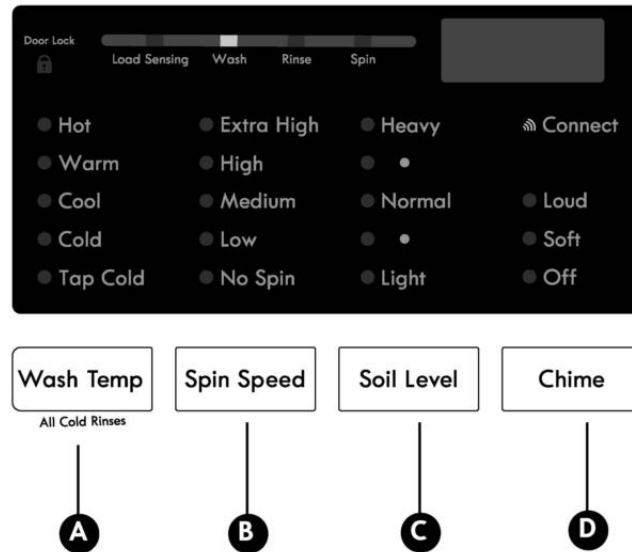 Door Lock
Load Sensing Wash Rinse Spin
Hot Extra High Heavy Connect
Warm High
Cool Medium Normal Loud
Cold Low Soft
Tap Cold No Spin Light Off
Wash Temp Spin Speed Soil Level Chime
All Cold Rinses
A B C D